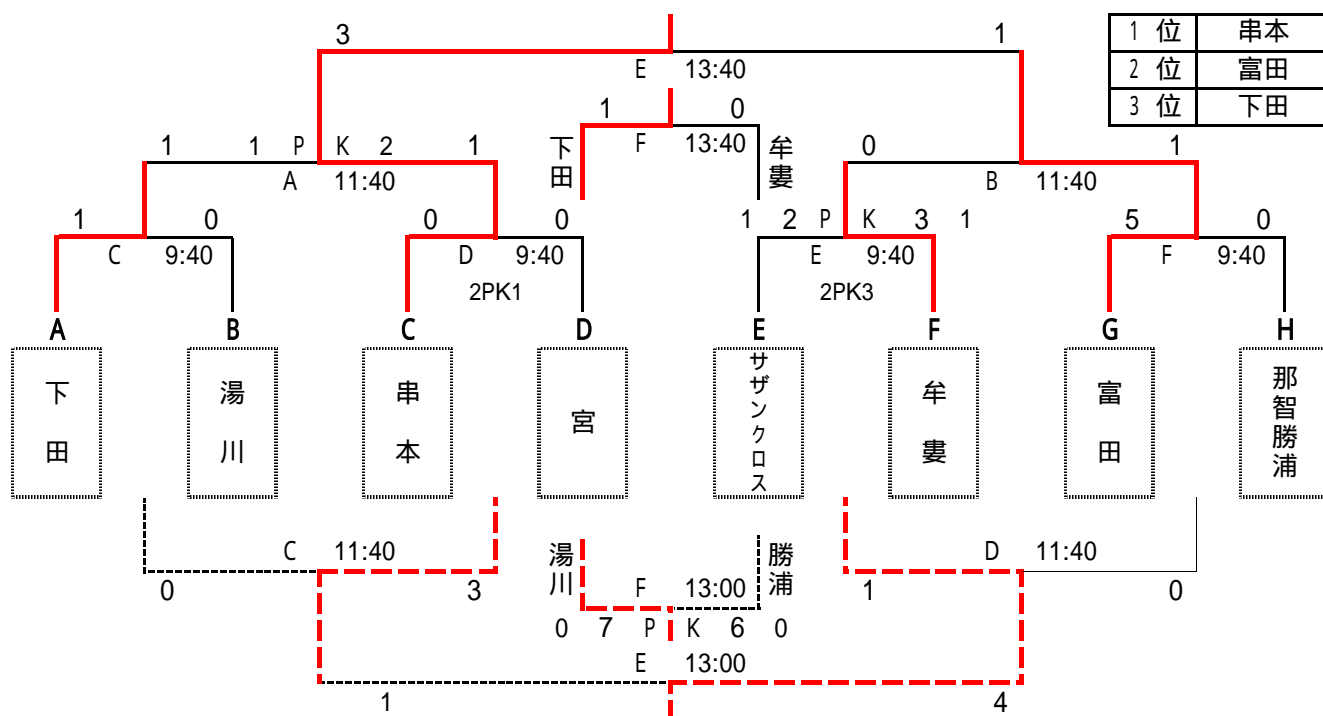 3 1
E 13:40
1 位 串本
2 位 富田
3 位 下田
1 0
下田 F 13:40 牟婁
1 1 P K 2 1
A 11:40
0 1
B 11:40
1 0
C 9:40
0 0
D 9:40
2PK1
1 2 P K 3 1
E 9:40
2PK3
5 0
F 9:40
A B C D E F G H
下田
湯川
串本
宮
サザンクロス
牟婁
富田
那智勝浦
C 11:40
0 3
湯川 F 13:00 勝浦
0 7 P K 6 0
D 11:40
1 0
E 13:00
1 4